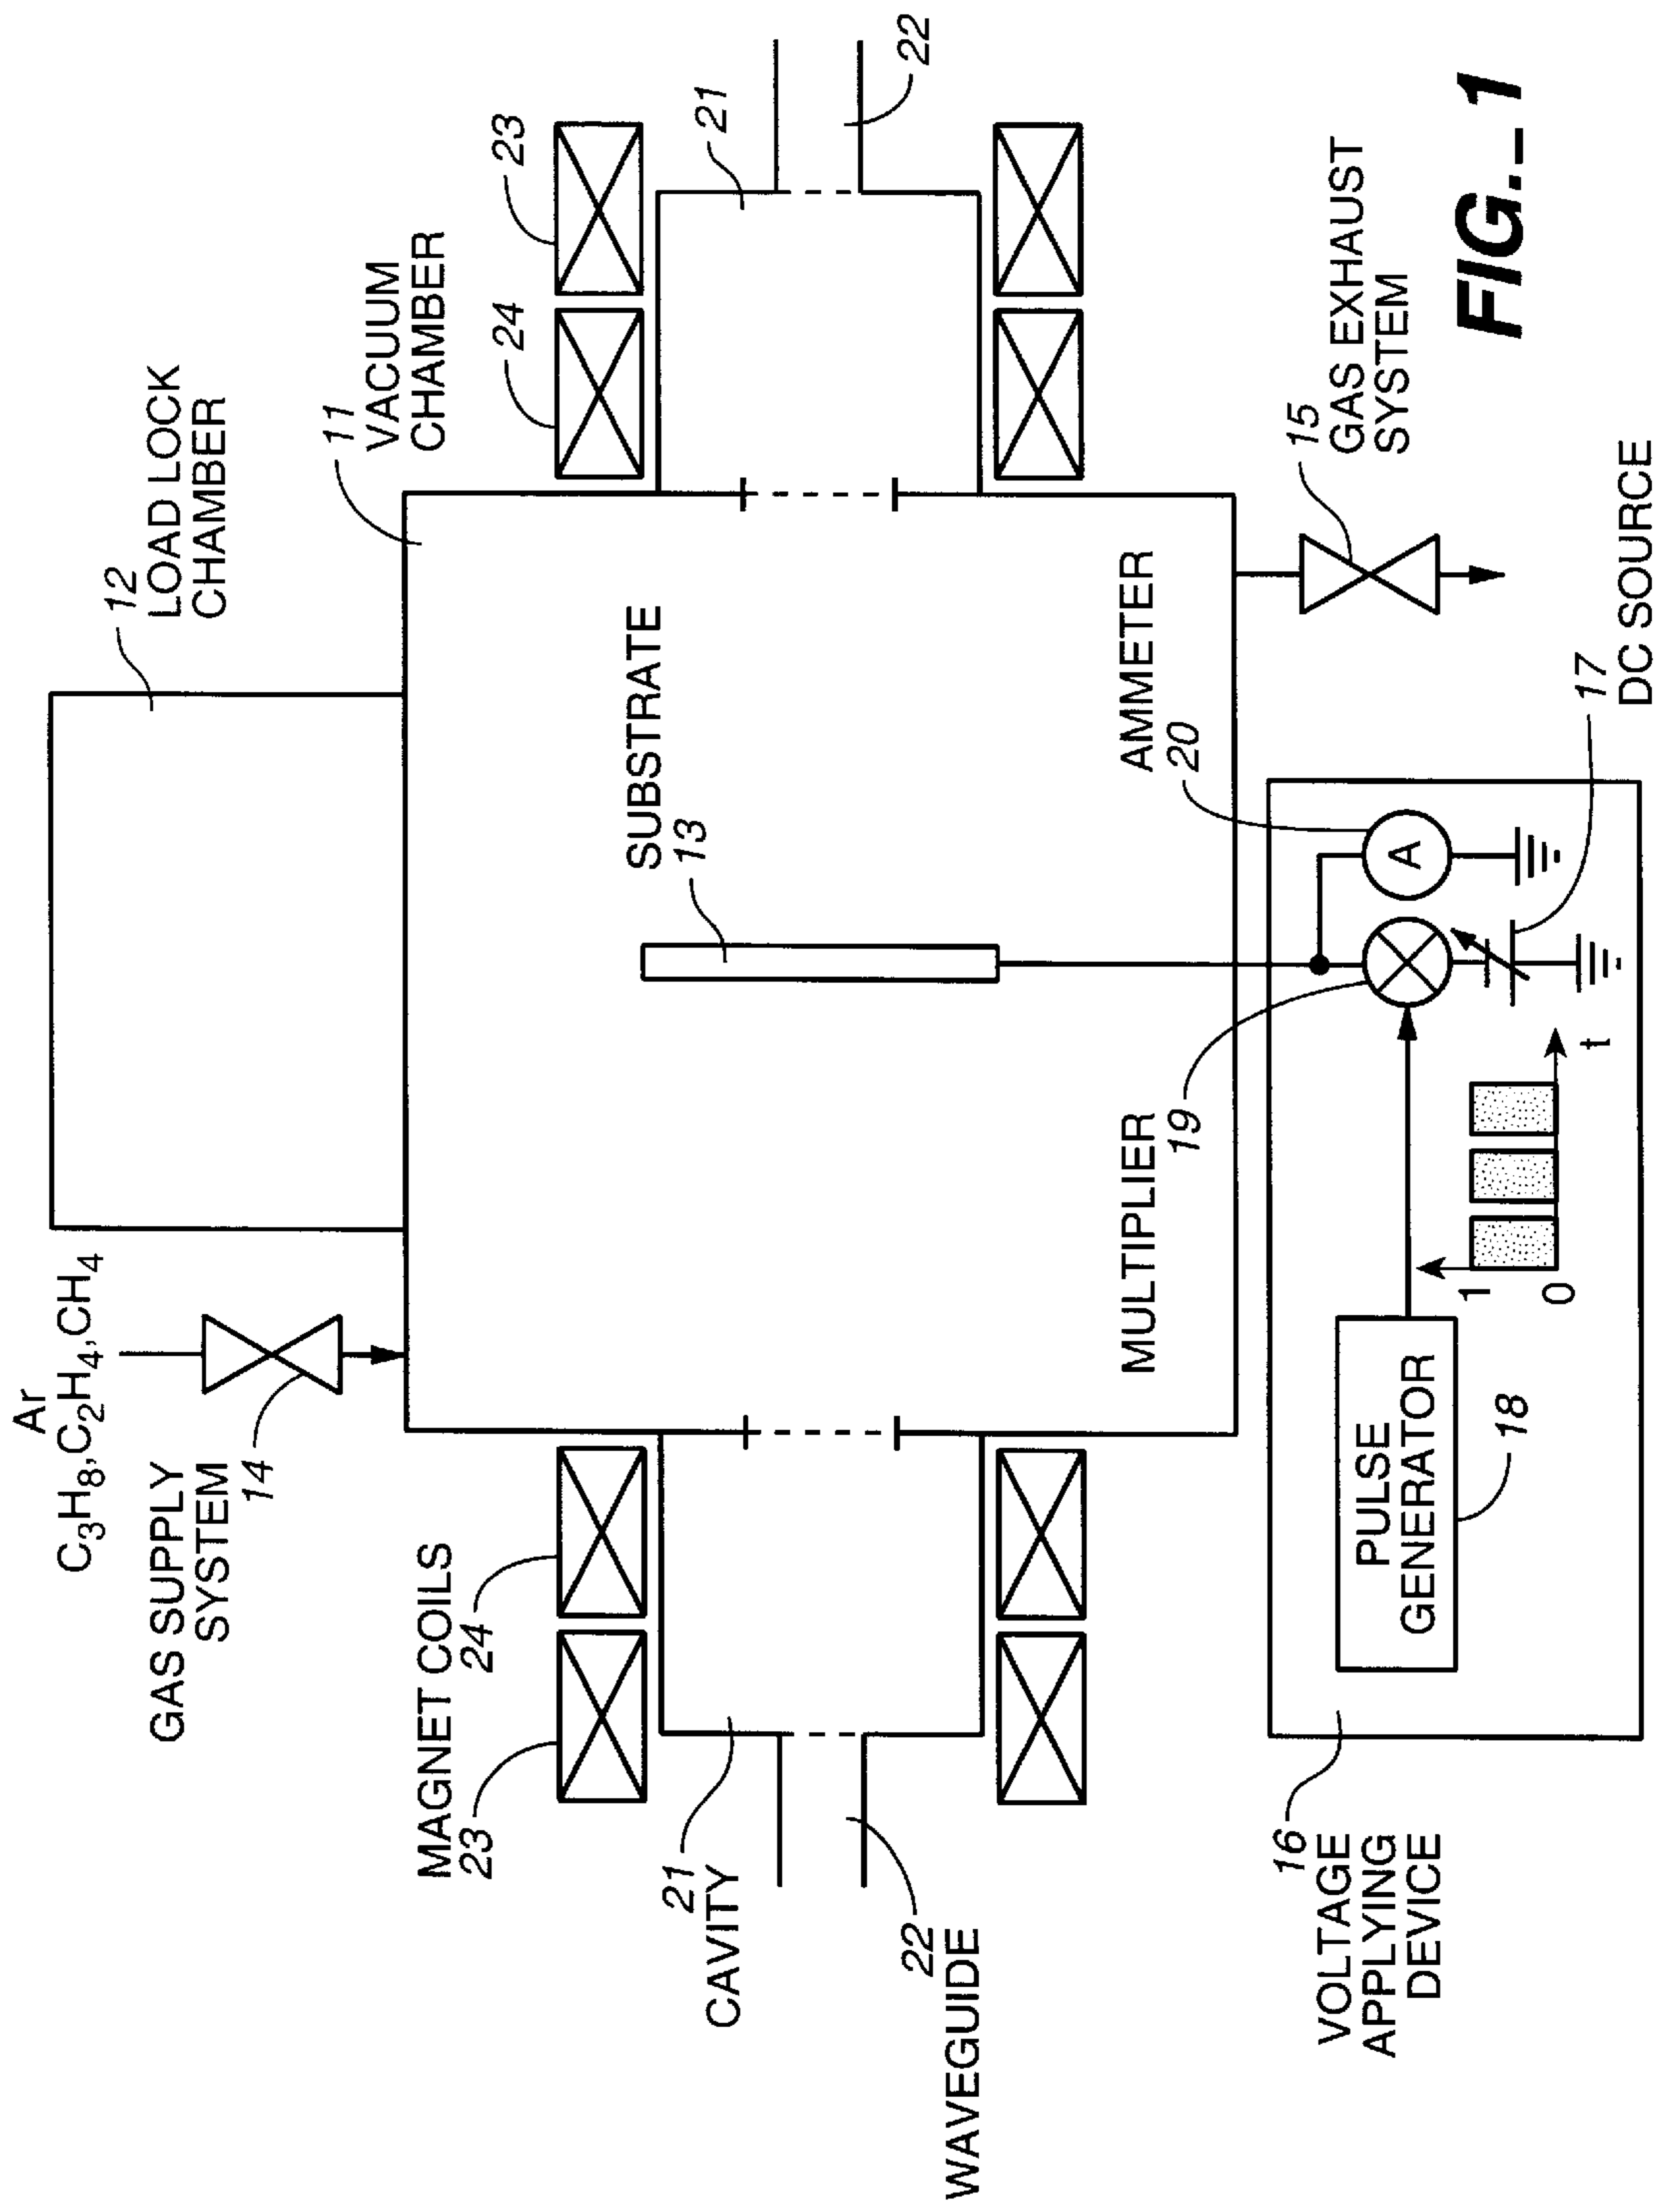 Ar
C3H8,C2H4,CH4
GAS SUPPLY
SYSTEM
14
12
LOAD LOCK
CHAMBER
11
VACUUM
CHAMBER
MAGNET COILS
23
24
24
23
21
CAVITY
22
WAVEGUIDE
SUBSTRATE
13
21
22
MULTIPLIER
19
AMMETER
20
15
GAS EXHAUST
SYSTEM
16
VOLTAGE
APPLYING
DEVICE
PULSE
GENERATOR
18
1
0
t
A
17
DC SOURCE
FIG._1